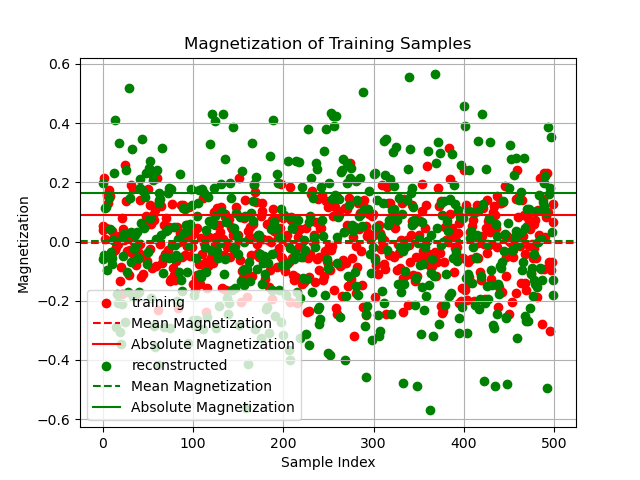 Magnetization of Training Samples
0.6
0.4
0.2
0.0
−0.2
−0.4
−0.6
Magnetization
training
Mean Magnetization
Absolute Magnetization
reconstructed
Mean Magnetization
Absolute Magnetization
0 100 200 300 400 500
Sample Index